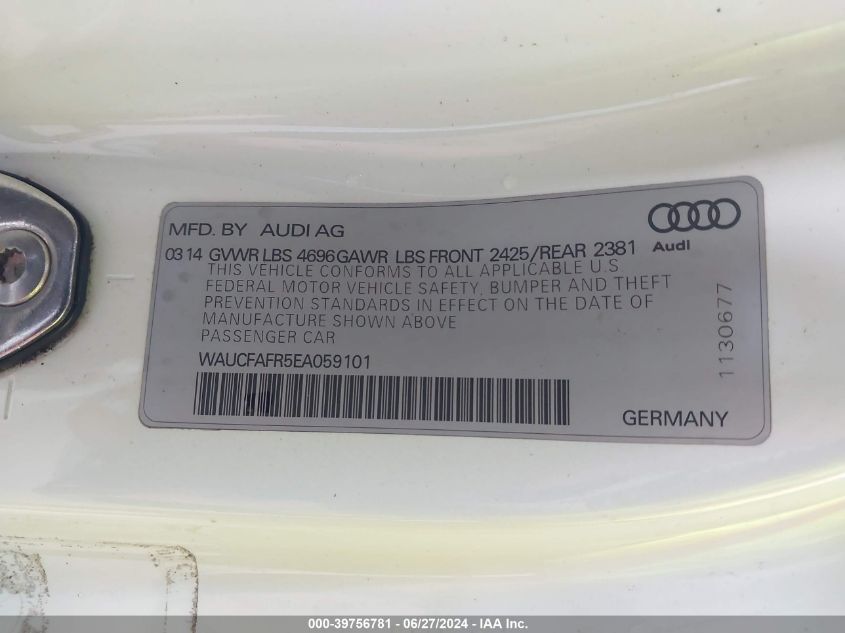 MFD. BY AUDI AG
03 14 GVWR LBS 4696 GAWR LBS FRONT 2425/REAR 2381
Audi
THIS VEHICLE CONFORMS TO ALL APPLICABLE U.S
FEDERAL MOTOR VEHICLE SAFETY, BUMPER AND THEFT
PREVENTION STANDARDS IN EFFECT ON THE DATE OF
MANUFACTURE SHOWN ABOVE
PASSENGER CAR
WAUCFAFR5EA059101
1130677
GERMANY
000-39756781 - 06/27/2024 - IAA Inc.